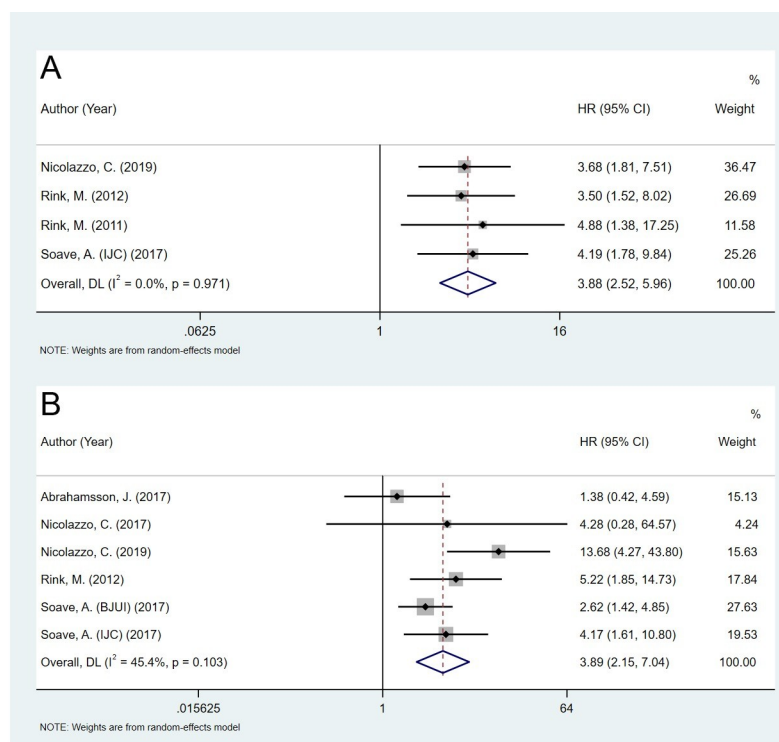 A
%
Author (Year) HR (95% CI) Weight
Nicolazzo, C. (2019) 3.68 (1.81, 7.51) 36.47
Rink, M. (2012) 3.50 (1.52, 8.02) 26.69
Rink, M. (2011) 4.88 (1.38, 17.25) 11.58
Soave, A. (IJC) (2017) 4.19 (1.78, 9.84) 25.26
Overall, DL (I² = 0.0%, p = 0.971) 3.88 (2.52, 5.96) 100.00
.0625 1 16
NOTE: Weights are from random-effects model
B
%
Author (Year) HR (95% CI) Weight
Abrahamsson, J. (2017) 1.38 (0.42, 4.59) 15.13
Nicolazzo, C. (2017) 4.28 (0.28, 64.57) 4.24
Nicolazzo, C. (2019) 13.68 (4.27, 43.80) 15.63
Rink, M. (2012) 5.22 (1.85, 14.73) 17.84
Soave, A. (BJUI) (2017) 2.62 (1.42, 4.85) 27.63
Soave, A. (IJC) (2017) 4.17 (1.61, 10.80) 19.53
Overall, DL (I² = 45.4%, p = 0.103) 3.89 (2.15, 7.04) 100.00
.015625 1 64
NOTE: Weights are from random-effects model